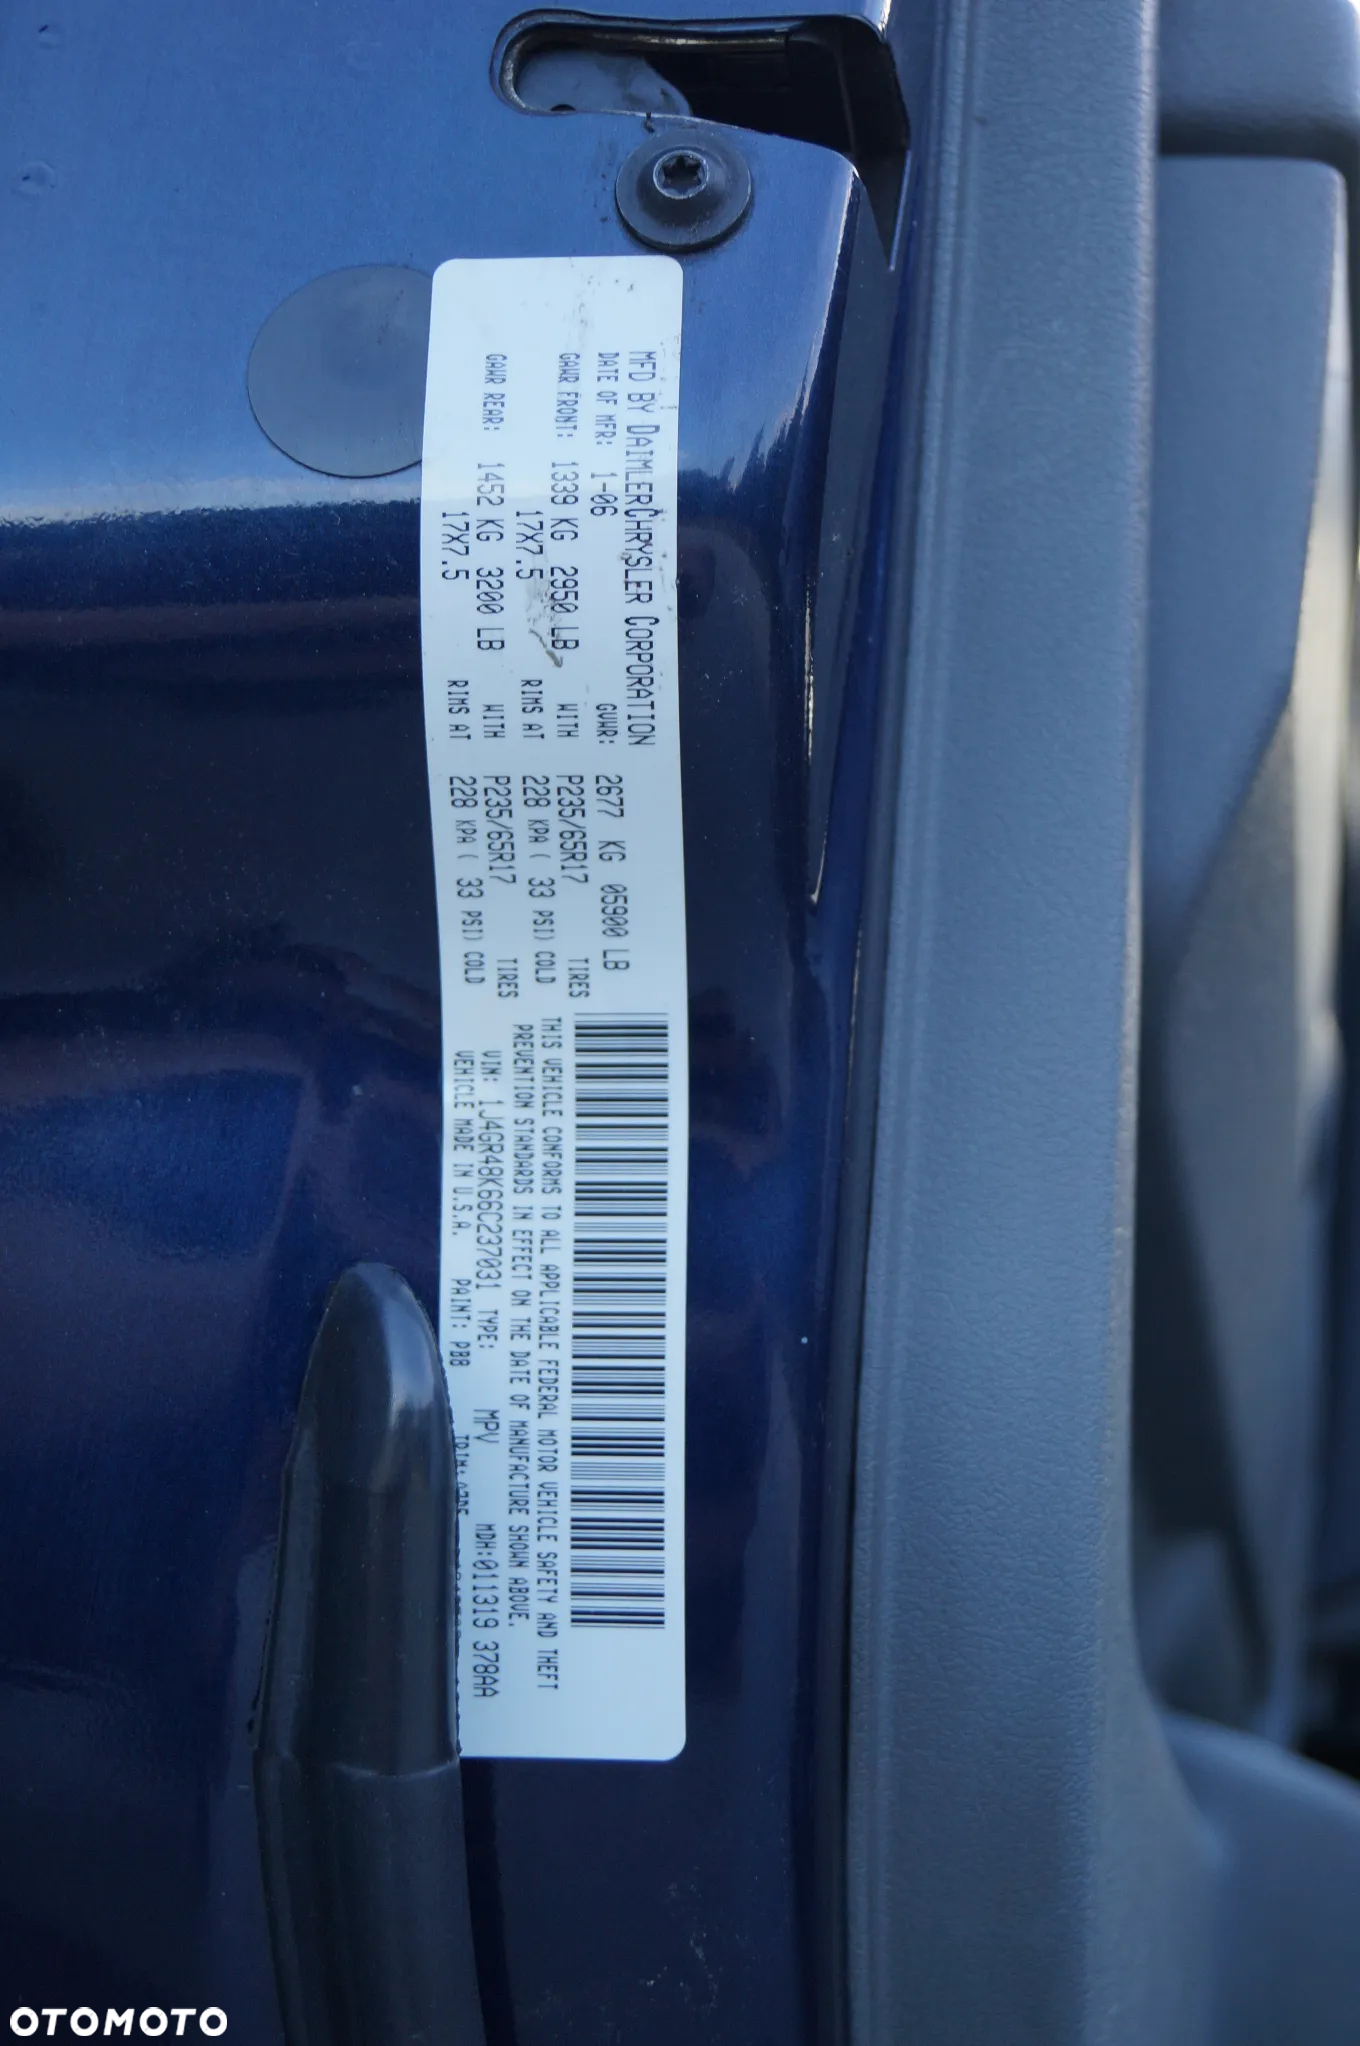 MFD BY DAIMLERCHRYSLER CORPORATION
DATE OF MFR: 1-06 GVWR: 2677 KG 05900 LB
GAWR FRONT: 1339 KG 2950 LB WITH P235/65R17 TIRES
17X7.5 RIMS AT 228 KPA ( 33 PSI) COLD
GAWR REAR: 1452 KG 3200 LB WITH P235/65R17 TIRES
17X7.5 RIMS AT 228 KPA ( 33 PSI) COLD
THIS VEHICLE CONFORMS TO ALL APPLICABLE FEDERAL MOTOR VEHICLE SAFETY AND THEFT
PREVENTION STANDARDS IN EFFECT ON THE DATE OF MANUFACTURE SHOWN ABOVE.
VIN: 1J4GR48K66C237031 TYPE: MPV MDH:011319 378AA
VEHICLE MADE IN U.S.A. PAINT: PB8 TRIM:
OTOMOTO